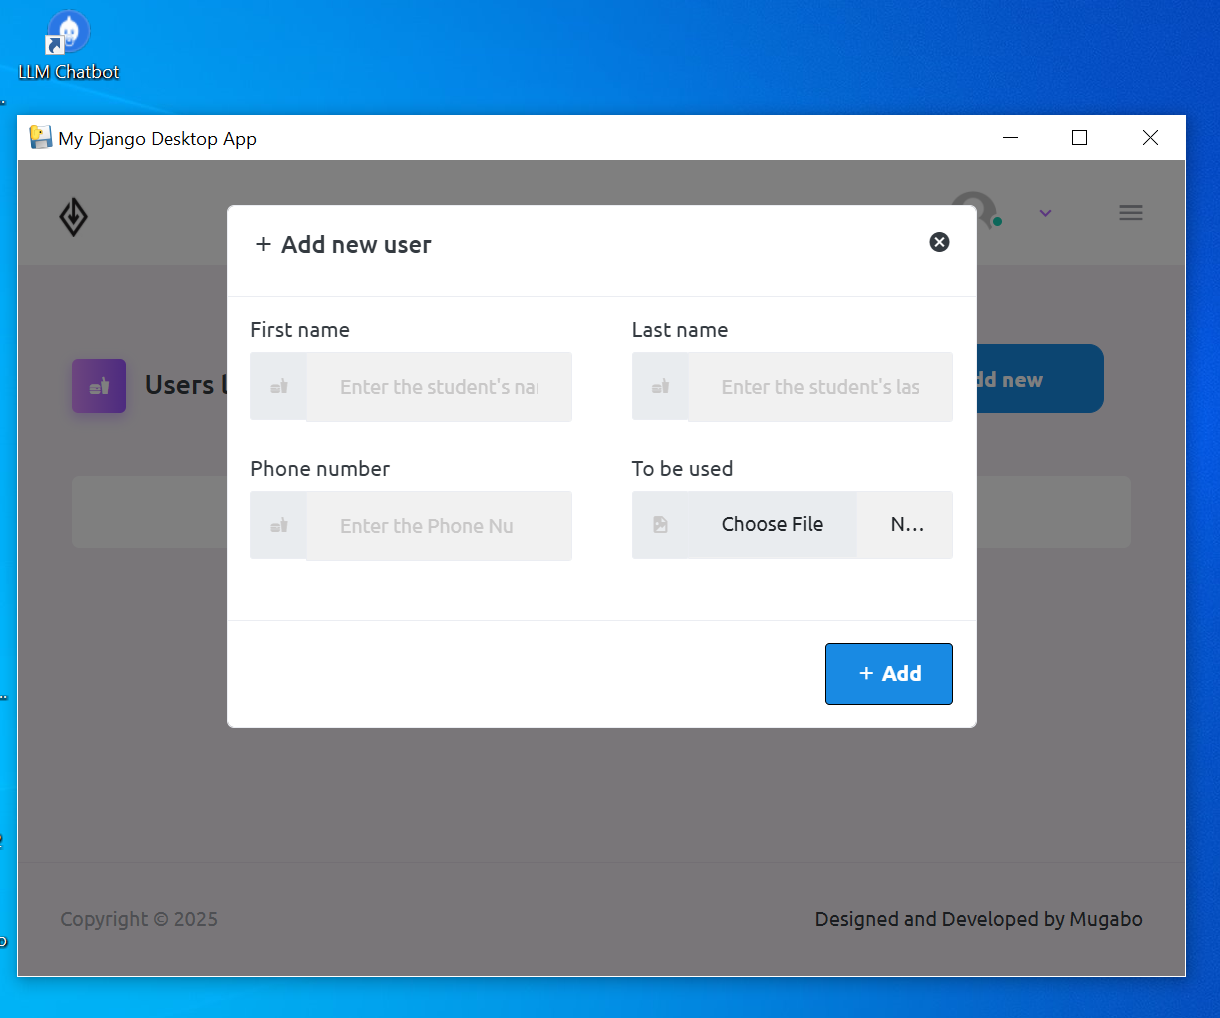 LLM Chatbot
My Django Desktop App
+ Add new user
First name
Last name
Enter the student's na
Enter the student's las
Users
dd new
Phone number
To be used
Enter the Phone Nu
Choose File
N...
+ Add
Copyright © 2025
Designed and Developed by Mugabo